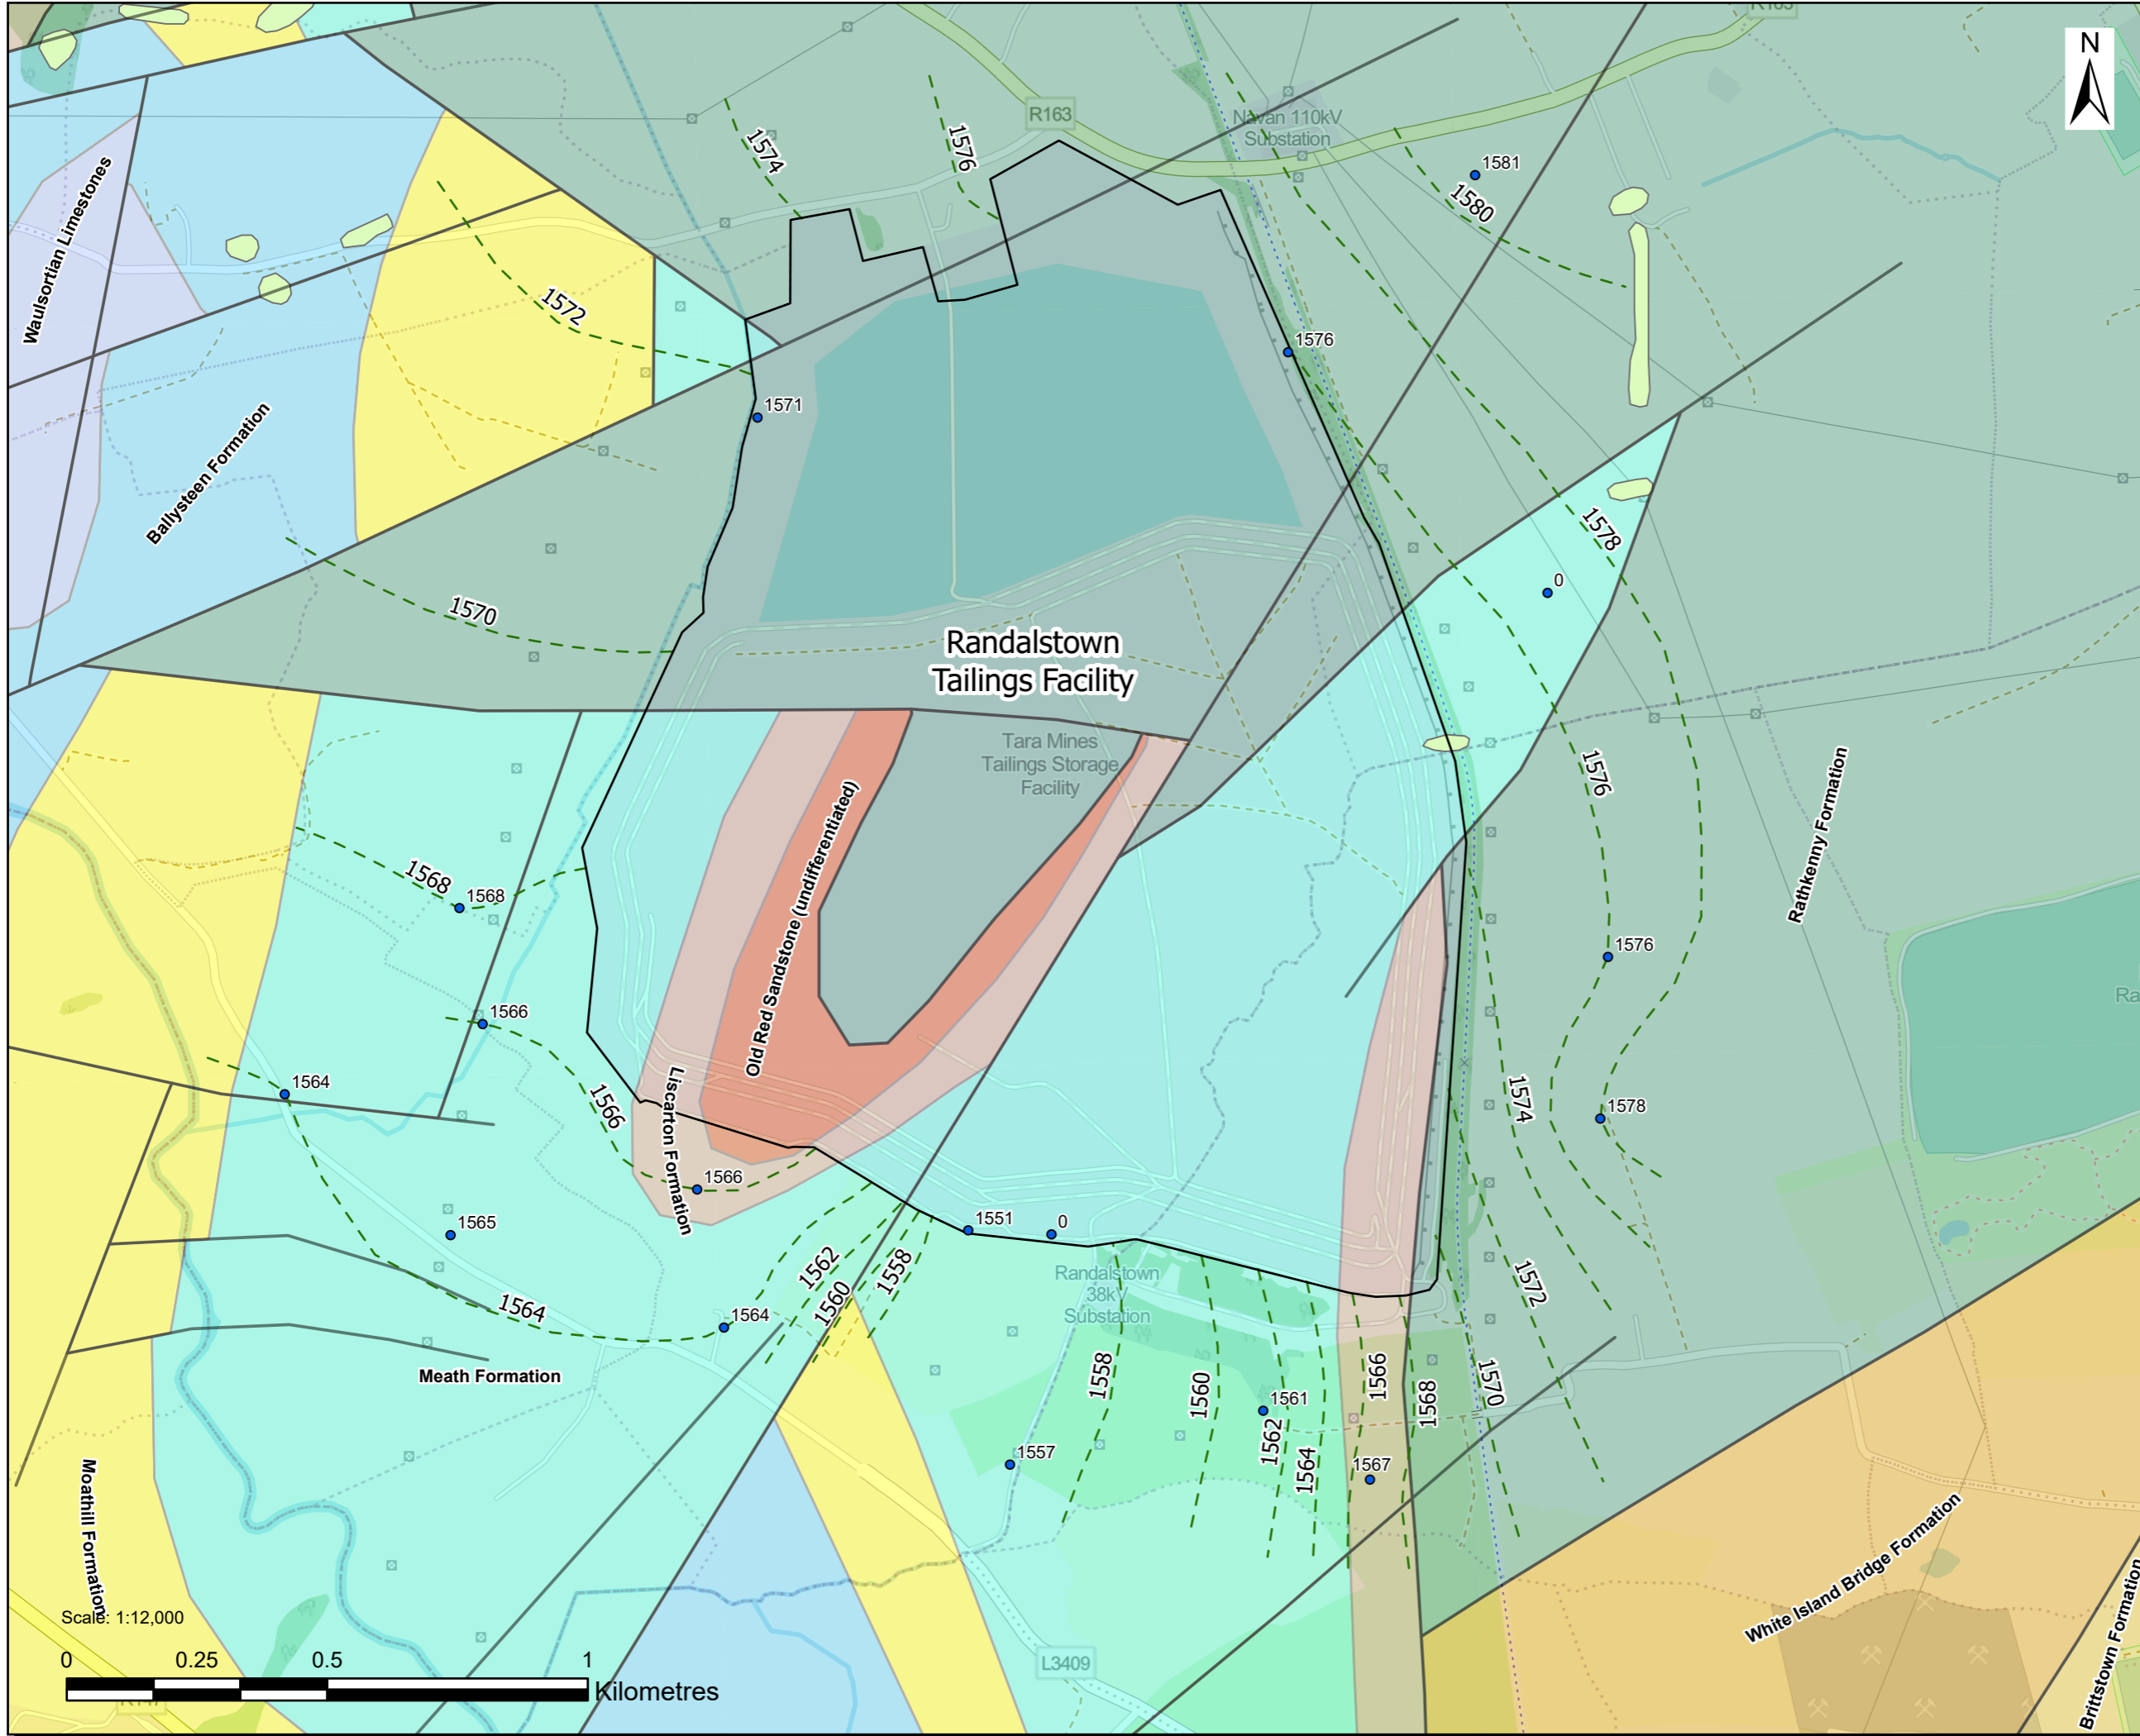 R163
N
R163
Navan 110kV
Substation
1574
1576
1581
1580
Waulsortian Limestones
1572
1576
1571
Ballysteen Formation
1578
0
1570
Randalstown
Tailings Facility
Tara Mines
Tailings Storage
Facility
1576
Rathkenny Formation
Old Red Sandstone (undifferentiated)
1568
1568
1576
Ra
1566
1564
1566
Liscarton Formation
1574
1578
1566
1565
1551
0
1562
1558
1560
1564
1564
Randalstown
38kV
Substation
1572
Meath Formation
1558
1560
1566
1568
1570
1561
1562
1564
1557
1567
Moathill Formation
White Island Bridge Formation
Brittstown Formation
Scale: 1:12,000
0 0.25 0.5 1
Kilometres
L3409